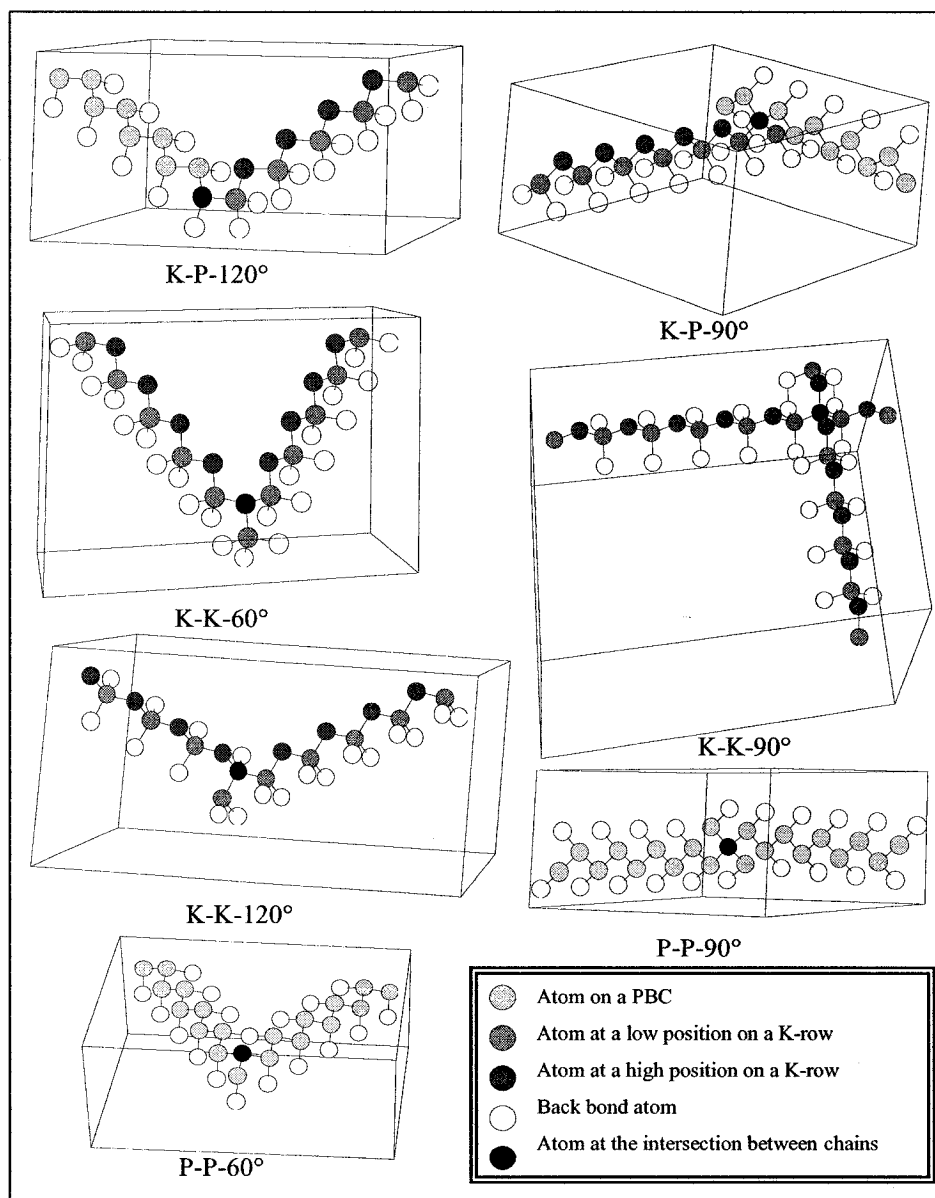 K-P-120°
K-P-90°
K-K-60°
K-K-90°
K-K-120°
P-P-90°
P-P-60°
Atom on a PBC
Atom at a low position on a K-row
Atom at a high position on a K-row
Back bond atom
Atom at the intersection between chains